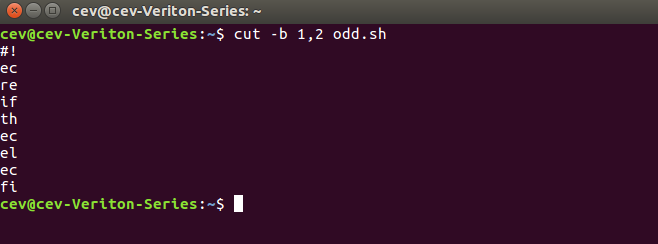 cev@cev-Veriton-Series: ~
cev@cev-Veriton-Series:~$ cut -b 1,2 odd.sh
#!
ec
re
if
th
ec
el
ec
fi
cev@cev-Veriton-Series:~$